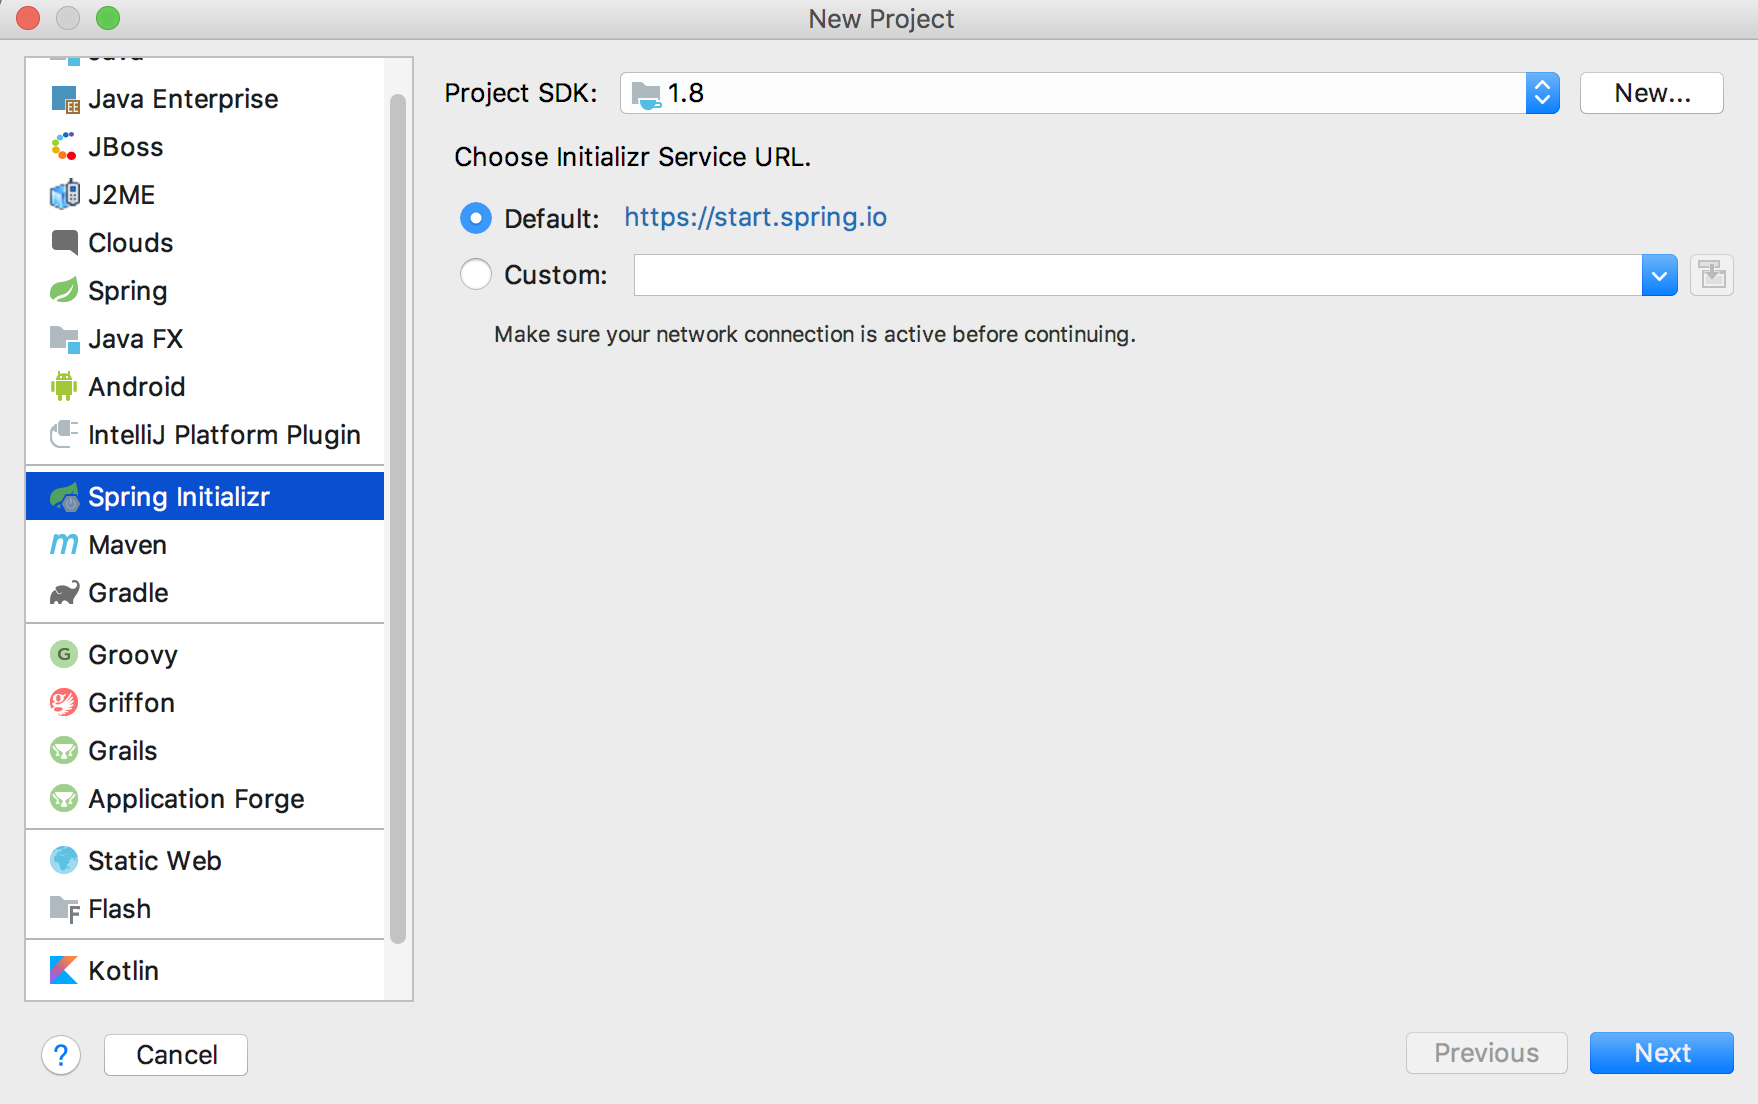 New Project
Java
Java Enterprise
JBoss
J2ME
Clouds
Spring
Java FX
Android
IntelliJ Platform Plugin
Spring Initializr
Maven
Gradle
G Groovy
Griffon
Grails
Application Forge
Static Web
Flash
Kotlin
Project SDK: 1.8 New...
Choose Initializr Service URL.
Default: https://start.spring.io
Custom:
Make sure your network connection is active before continuing.
? Cancel Previous Next